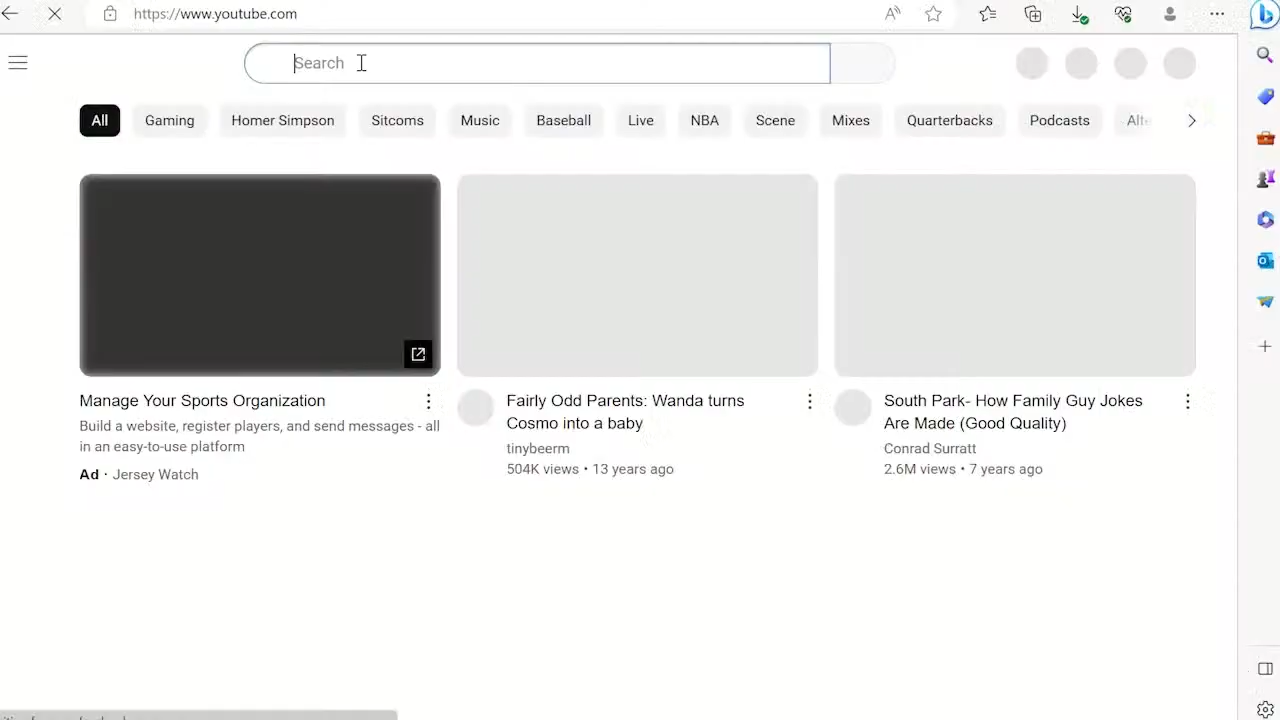 https://www.youtube.com
Search
All Gaming Homer Simpson Sitcoms Music Baseball Live NBA Scene Mixes Quarterbacks Podcasts Alte
Manage Your Sports Organization
Build a website, register players, and send messages - all
in an easy-to-use platform
Ad · Jersey Watch
Fairly Odd Parents: Wanda turns
Cosmo into a baby
tinybeerm
504K views • 13 years ago
South Park- How Family Guy Jokes
Are Made (Good Quality)
Conrad Surratt
2.6M views • 7 years ago